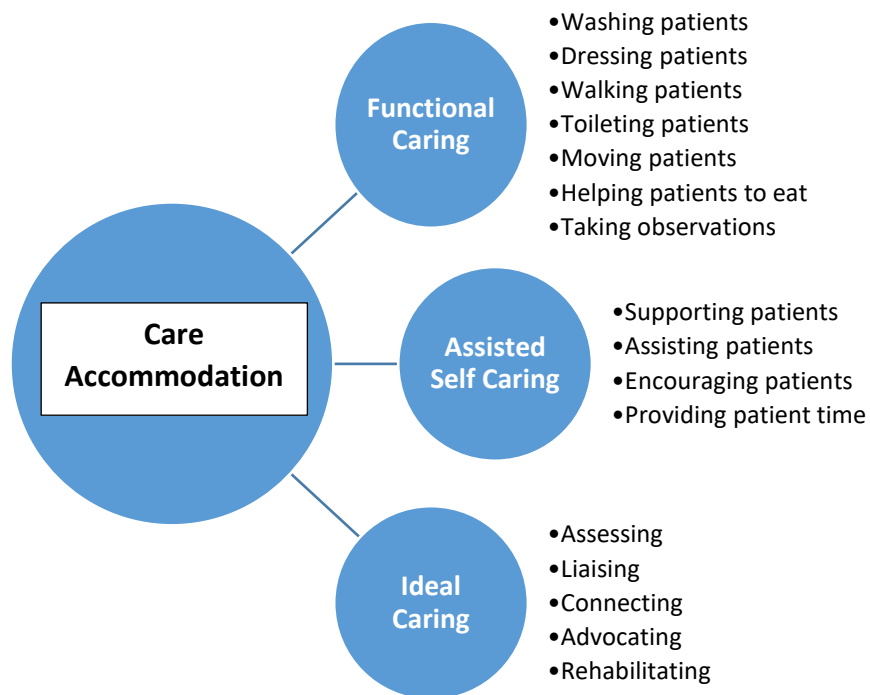 Functional
Caring
•Washing patients
•Dressing patients
•Walking patients
•Toileting patients
•Moving patients
•Helping patients to eat
•Taking observations
Care
Accommodation
Assisted
Self Caring
•Supporting patients
•Assisting patients
•Encouraging patients
•Providing patient time
Ideal
Caring
•Assessing
•Liaising
•Connecting
•Advocating
•Rehabilitating